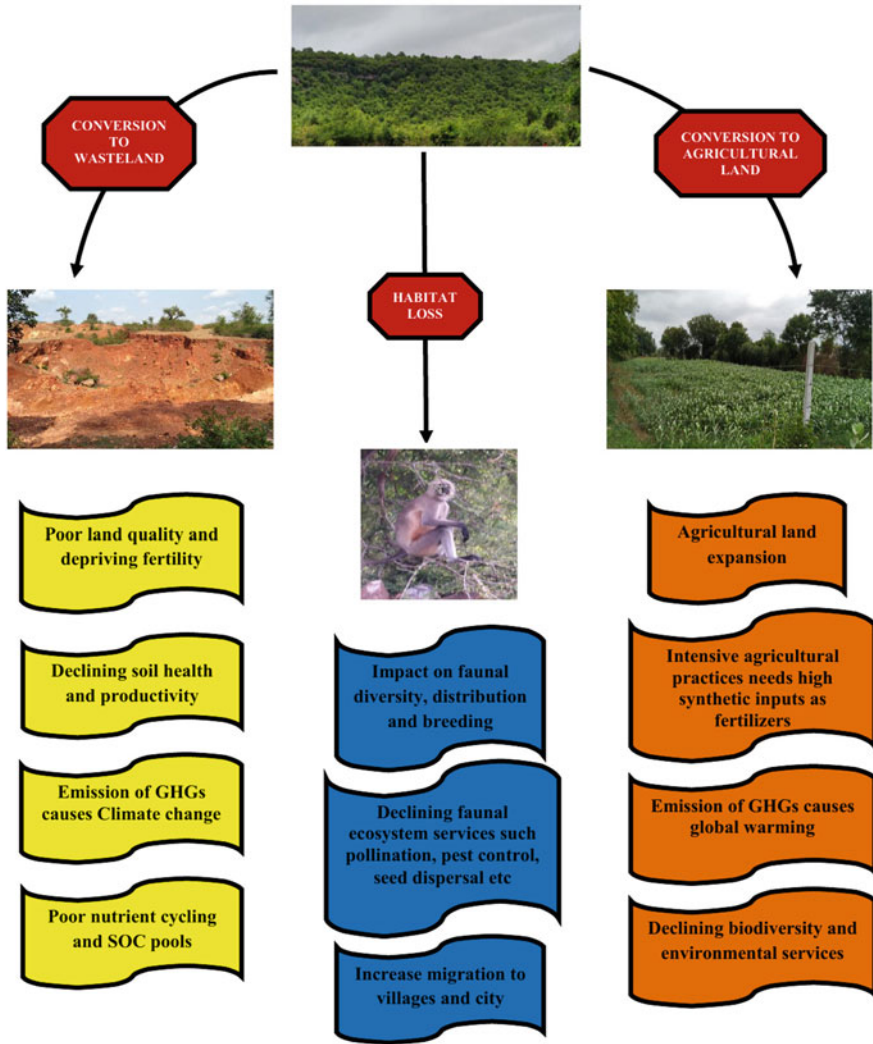 CONVERSION
TO
WASTELAND
CONVERSION TO
AGRICULTURAL
LAND
HABITAT
LOSS
Poor land quality and
depriving fertility
Declining soil health
and productivity
Emission of GHGs
causes Climate change
Poor nutrient cycling
and SOC pools
Impact on faunal
diversity, distribution
and breeding
Declining faunal
ecosystem services such
pollination, pest control,
seed dispersal etc
Increase migration to
villages and city
Agricultural land
expansion
Intensive agricultural
practices needs high
synthetic inputs as
fertilizers
Emission of GHGs causes
global warming
Declining biodiversity and
environmental services